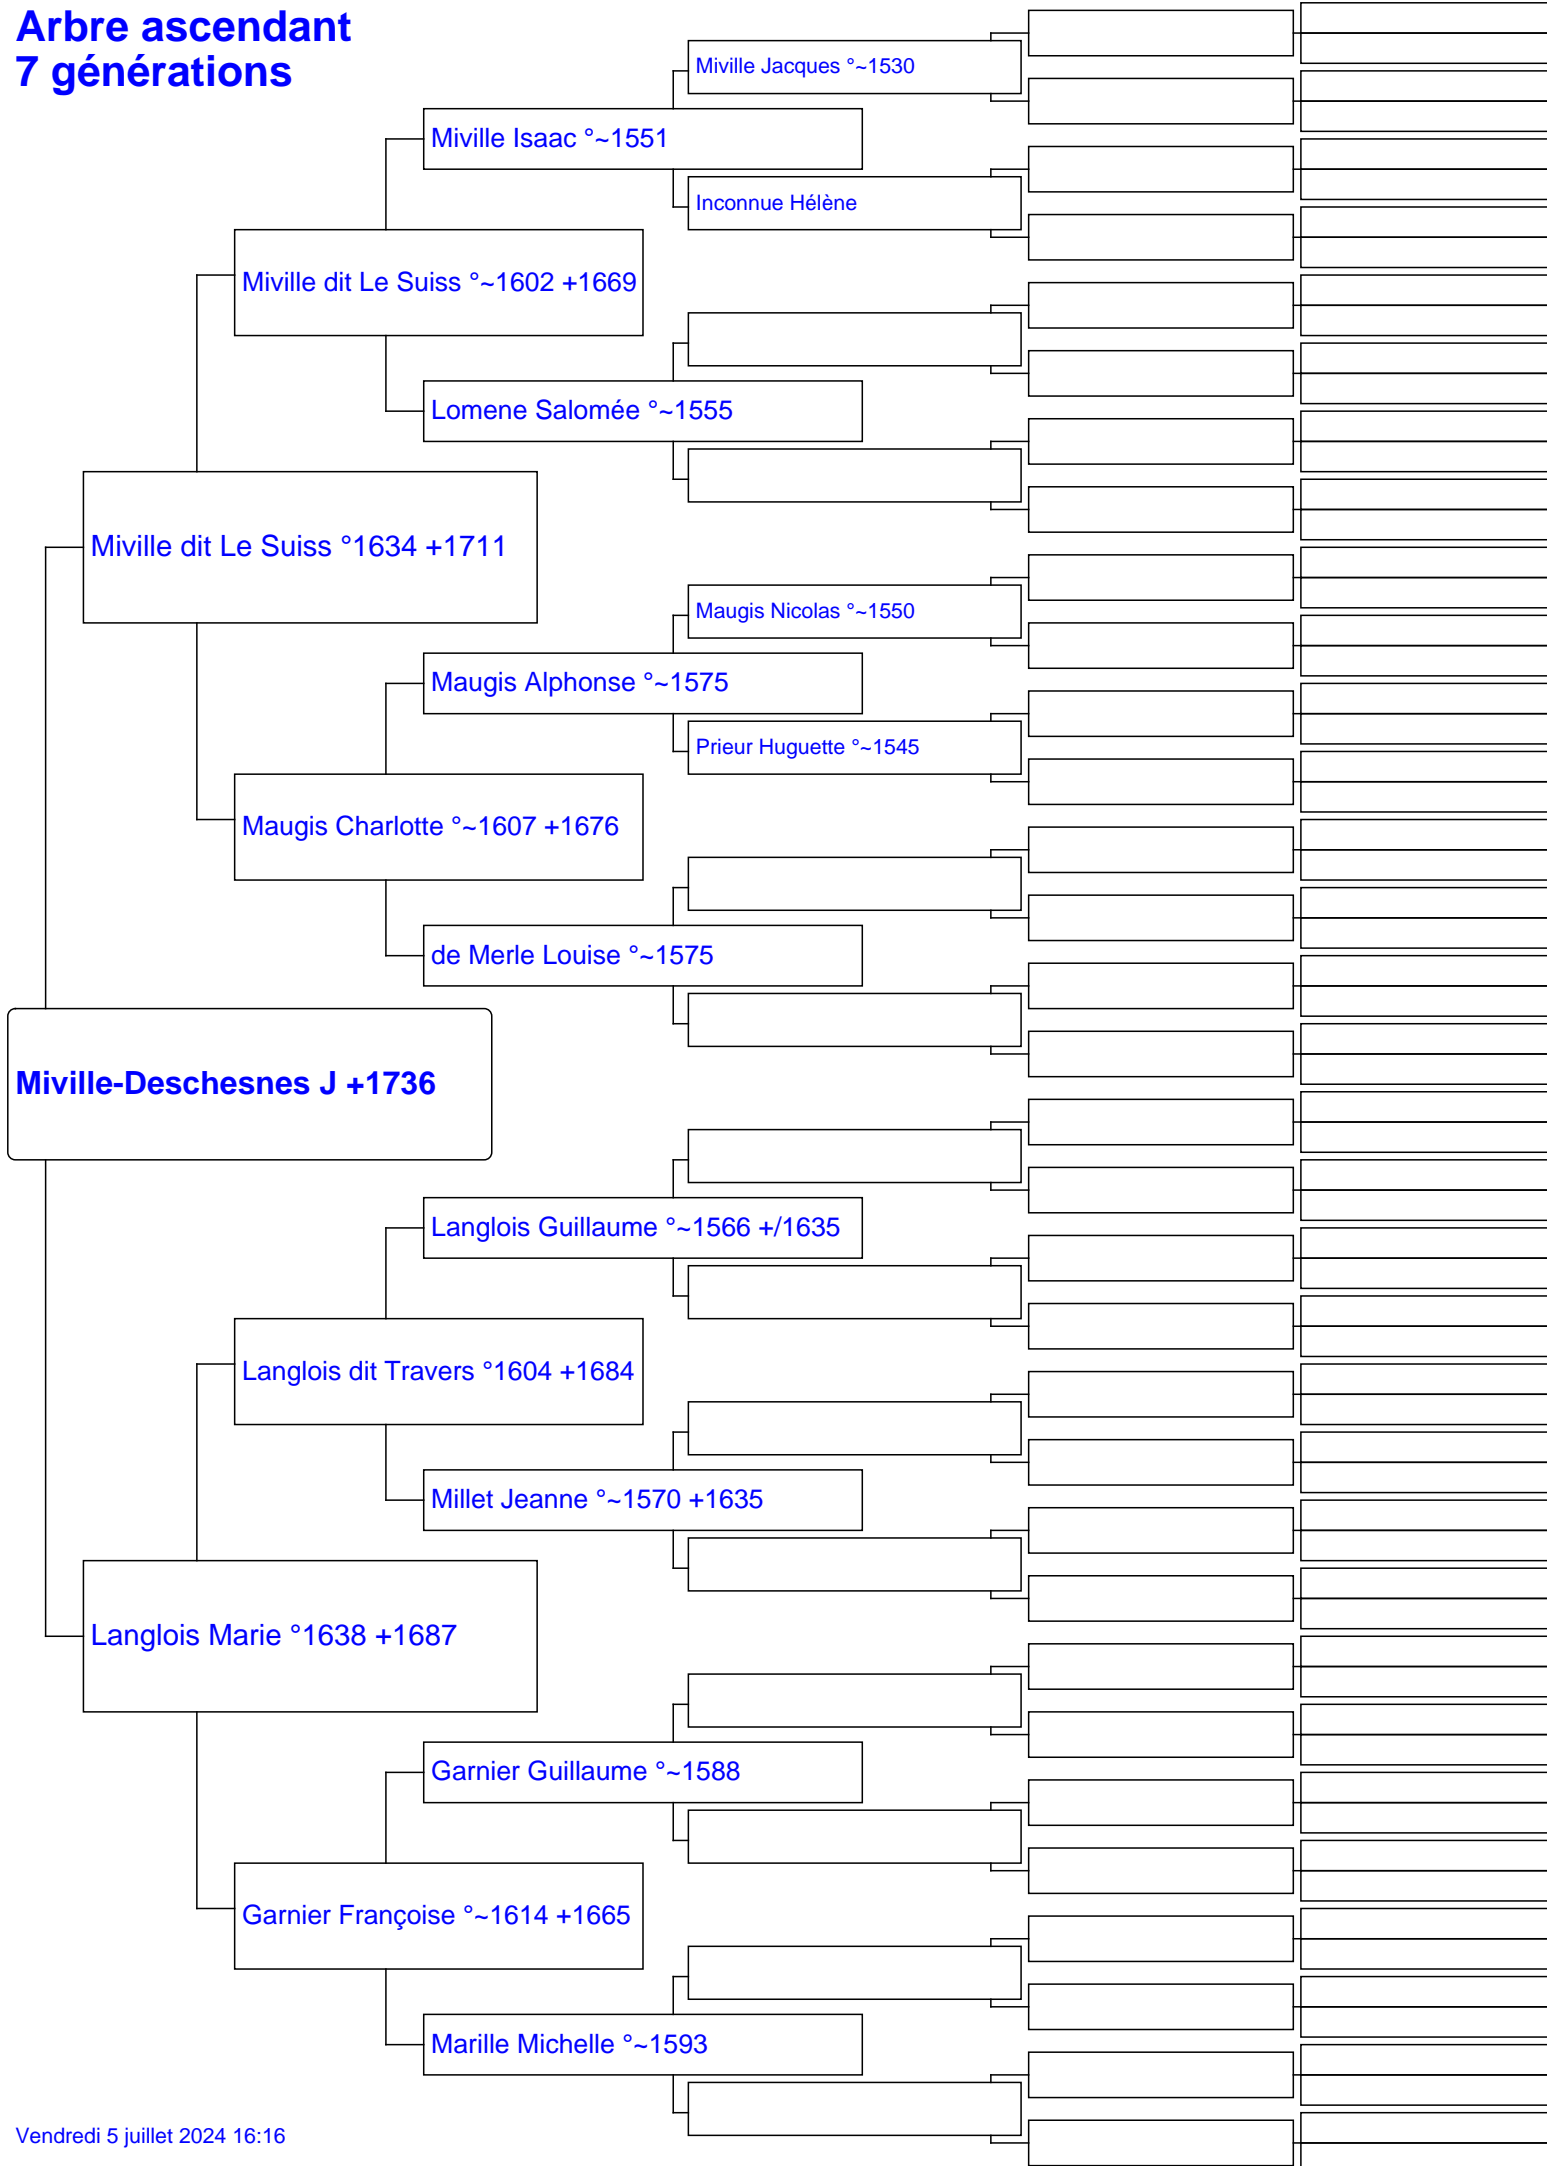 Arbre ascendant
7 générations
Miville Jacques °~1530
Miville Isaac °~1551
Inconnue Hélène
Miville dit Le Suiss °~1602 +1669
Lomene Salomée °~1555
Miville dit Le Suiss °1634 +1711
Maugis Nicolas °~1550
Maugis Alphonse °~1575
Prieur Huguette °~1545
Maugis Charlotte °~1607 +1676
de Merle Louise °~1575
Miville-Deschesnes J +1736
Langlois Guillaume °~1566 +/1635
Langlois dit Travers °1604 +1684
Millet Jeanne °~1570 +1635
Langlois Marie °1638 +1687
Garnier Guillaume °~1588
Garnier Françoise °~1614 +1665
Marille Michelle °~1593
Vendredi 5 juillet 2024 16:16